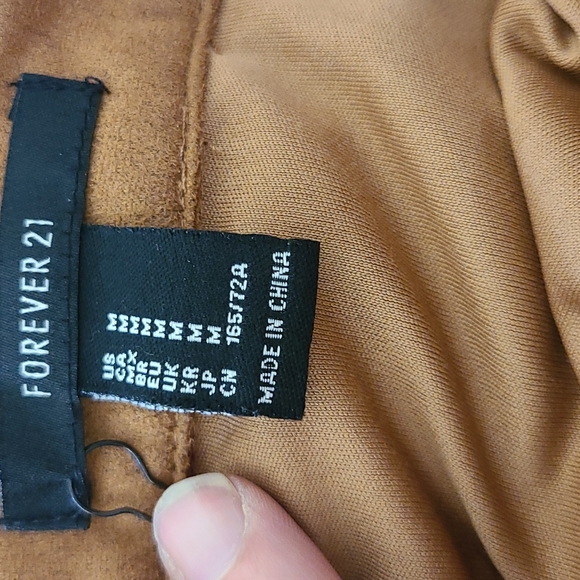 FOREVER 21
US M
CA M
MX M
BR M
EU M
UK M
KR M
JP M
CN 165/72A
MADE IN CHINA